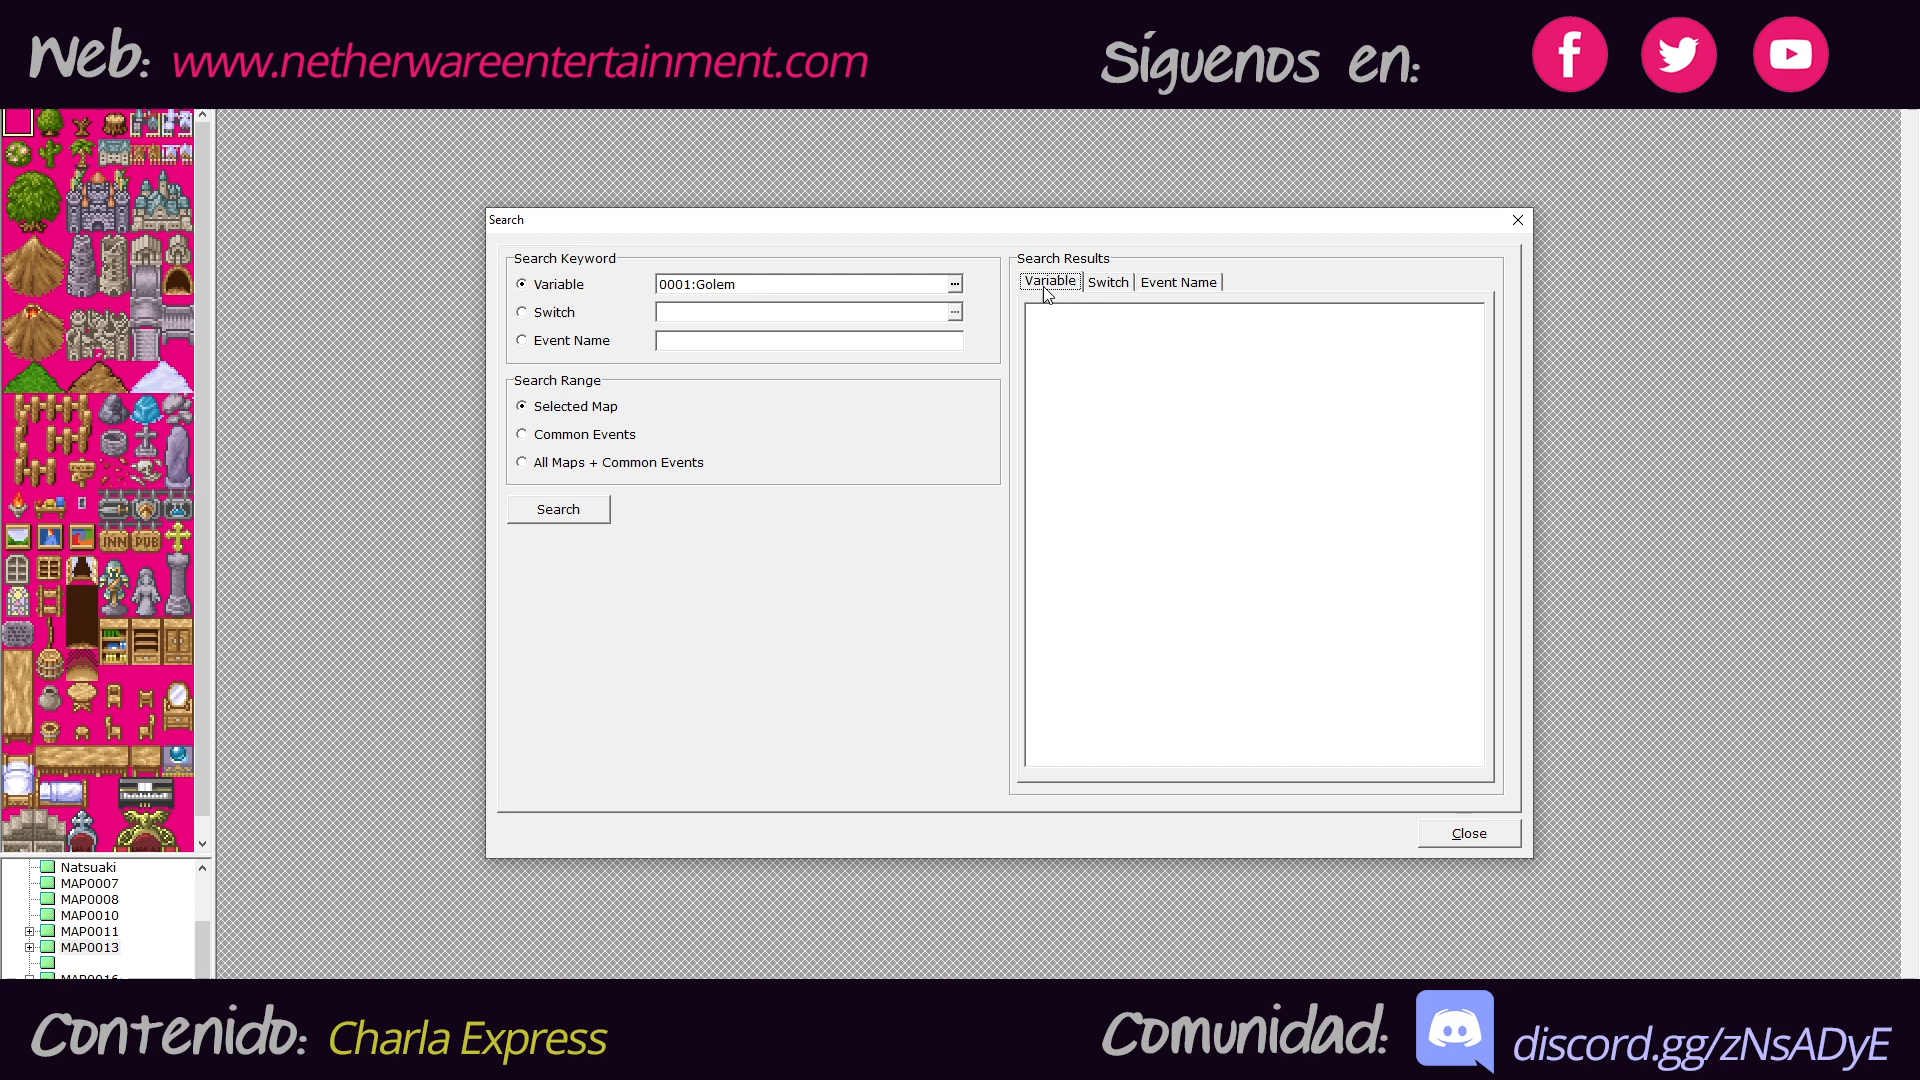 Web: www.netherwareentertainment.com
Síguenos en:
Search
Search Keyword
Variable
0001:Golem
...
Switch
...
Event Name
Search Range
Selected Map
Common Events
All Maps + Common Events
Search
Search Results
Variable
Switch
Event Name
Close
INN
PUB
Natsuaki
MAP0007
MAP0008
MAP0010
MAP0011
MAP0013
MAP0016
Contenido: Charla Express
Comunidad: discord.gg/zNsADyE